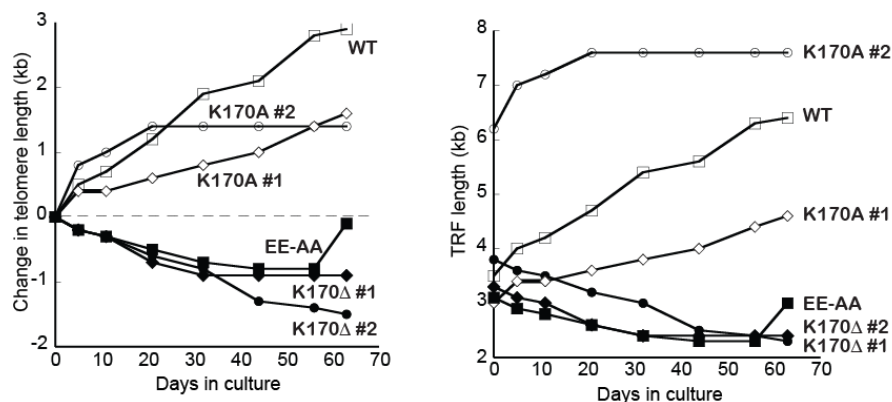 Change in telomere length (kb)
3
2
1
0
-1
-2
WT
K170A #2
K170A #1
EE-AA
K170Δ #1
K170Δ #2
0 10 20 30 40 50 60 70
Days in culture
TRF length (kb)
8
7
6
5
4
3
2
K170A #2
WT
K170A #1
EE-AA
K170Δ #2
K170Δ #1
0 10 20 30 40 50 60 70
Days in culture